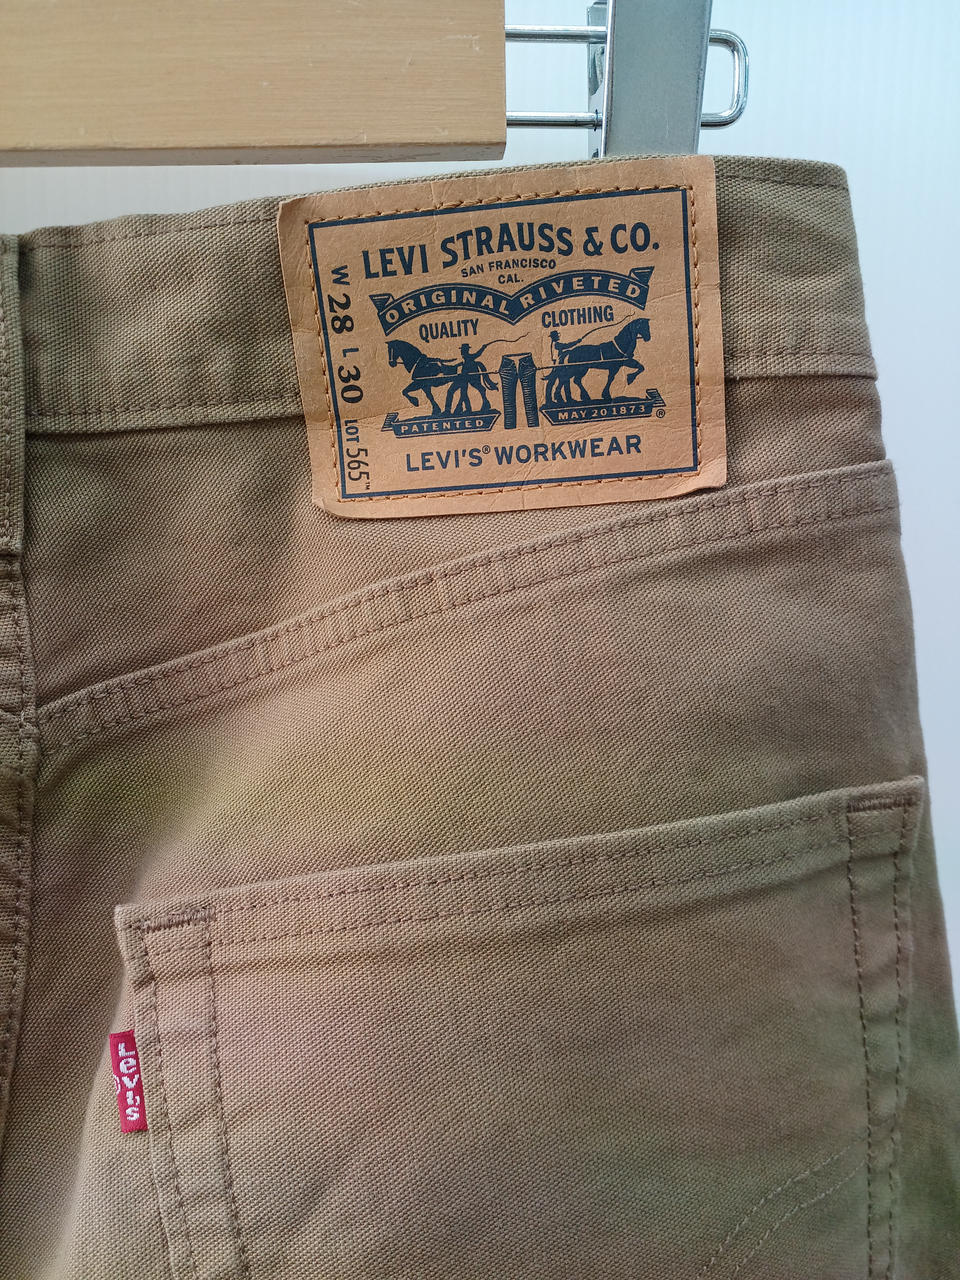 LEVI STRAUSS & CO.
SAN FRANCISCO
CAL.
ORIGINAL RIVETED
QUALITY CLOTHING
PATENTED MAY 20 1873 ®
LEVI'S® WORKWEAR
W 28 L 30 LOT 565™
Levi's